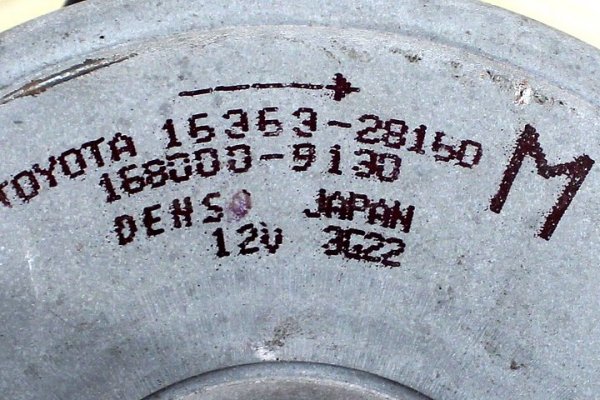 TOYOTA 16363-28150
168000-9130
DENSO JAPAN
12V 3G22
M